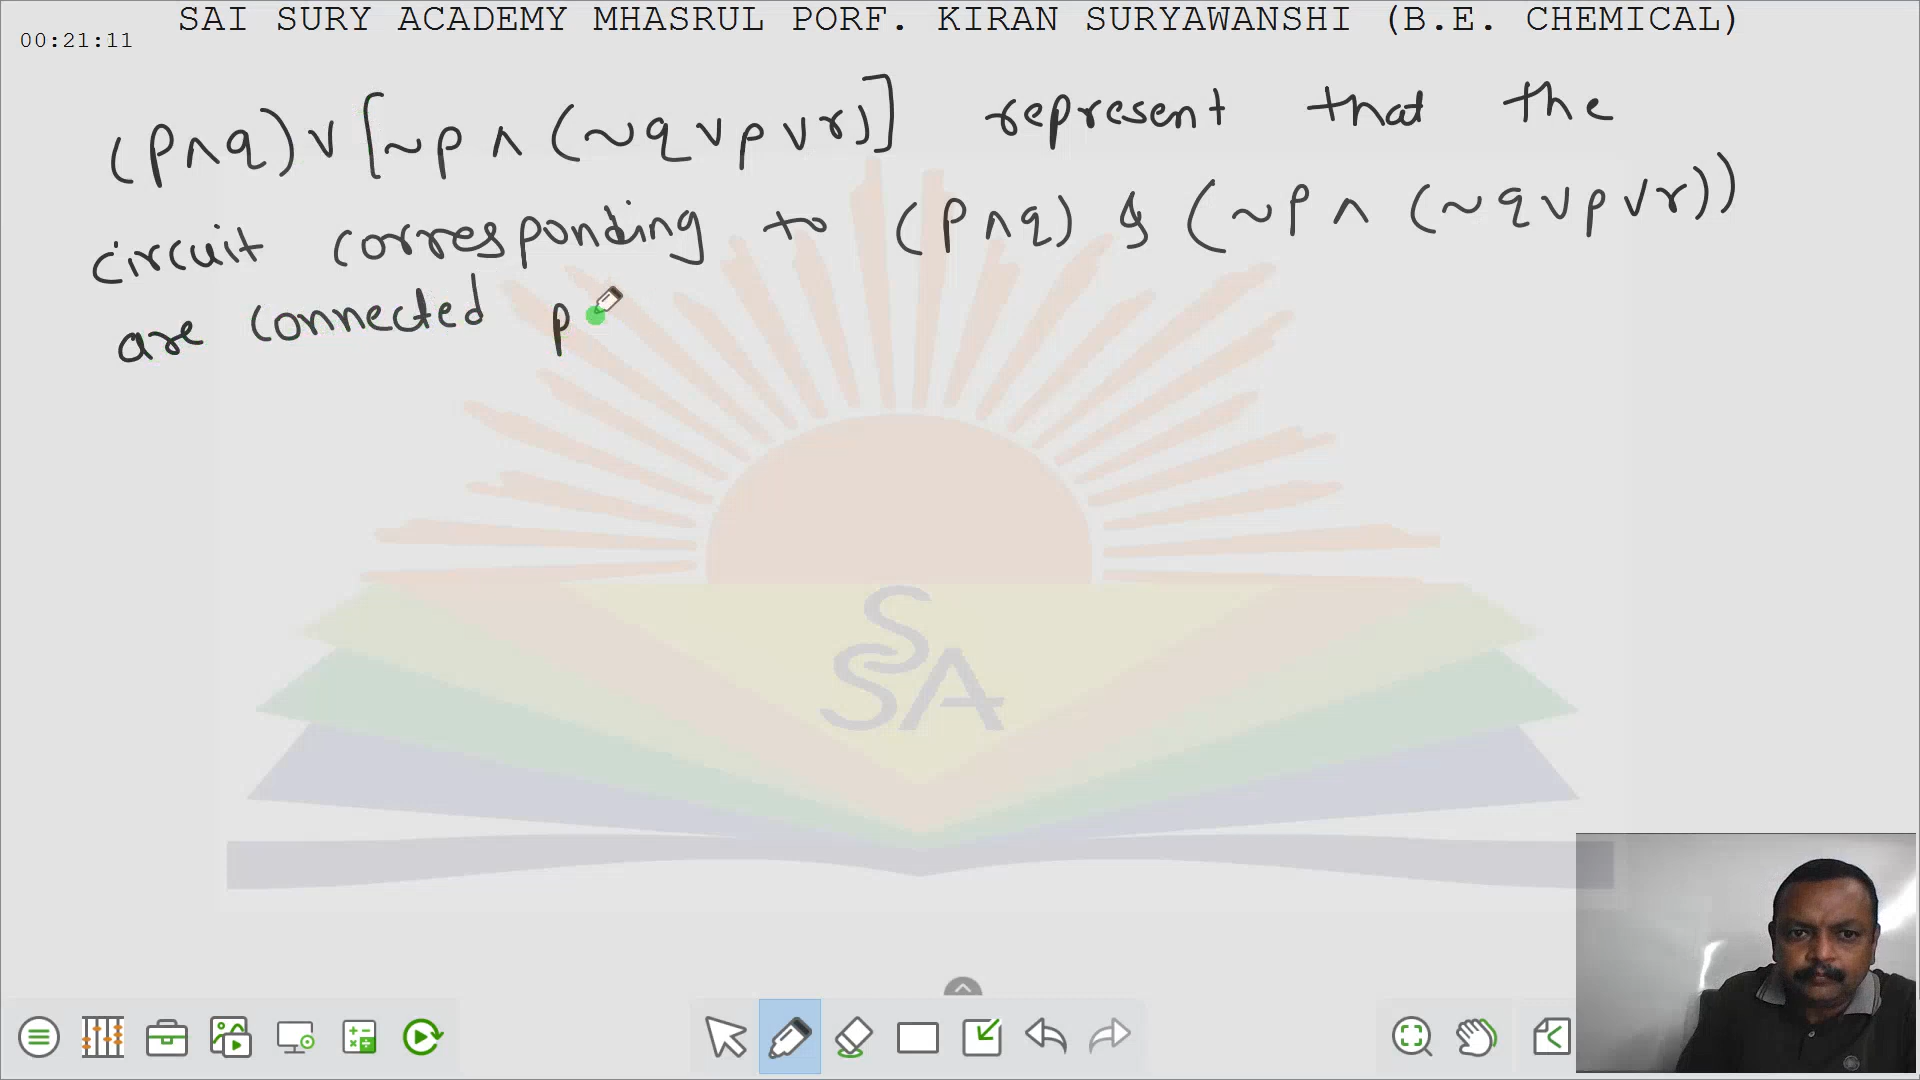 SAI SURY ACADEMY MHASRUL PORF. KIRAN SURYAWANSHI (B.E. CHEMICAL)
00:21:11
(p∧q)∨[~p∧(~q∨p∨r)] represent that the
circuit corresponding to (p∧q) & (~p∧(~q∨p∨r))
are connected p
SSA